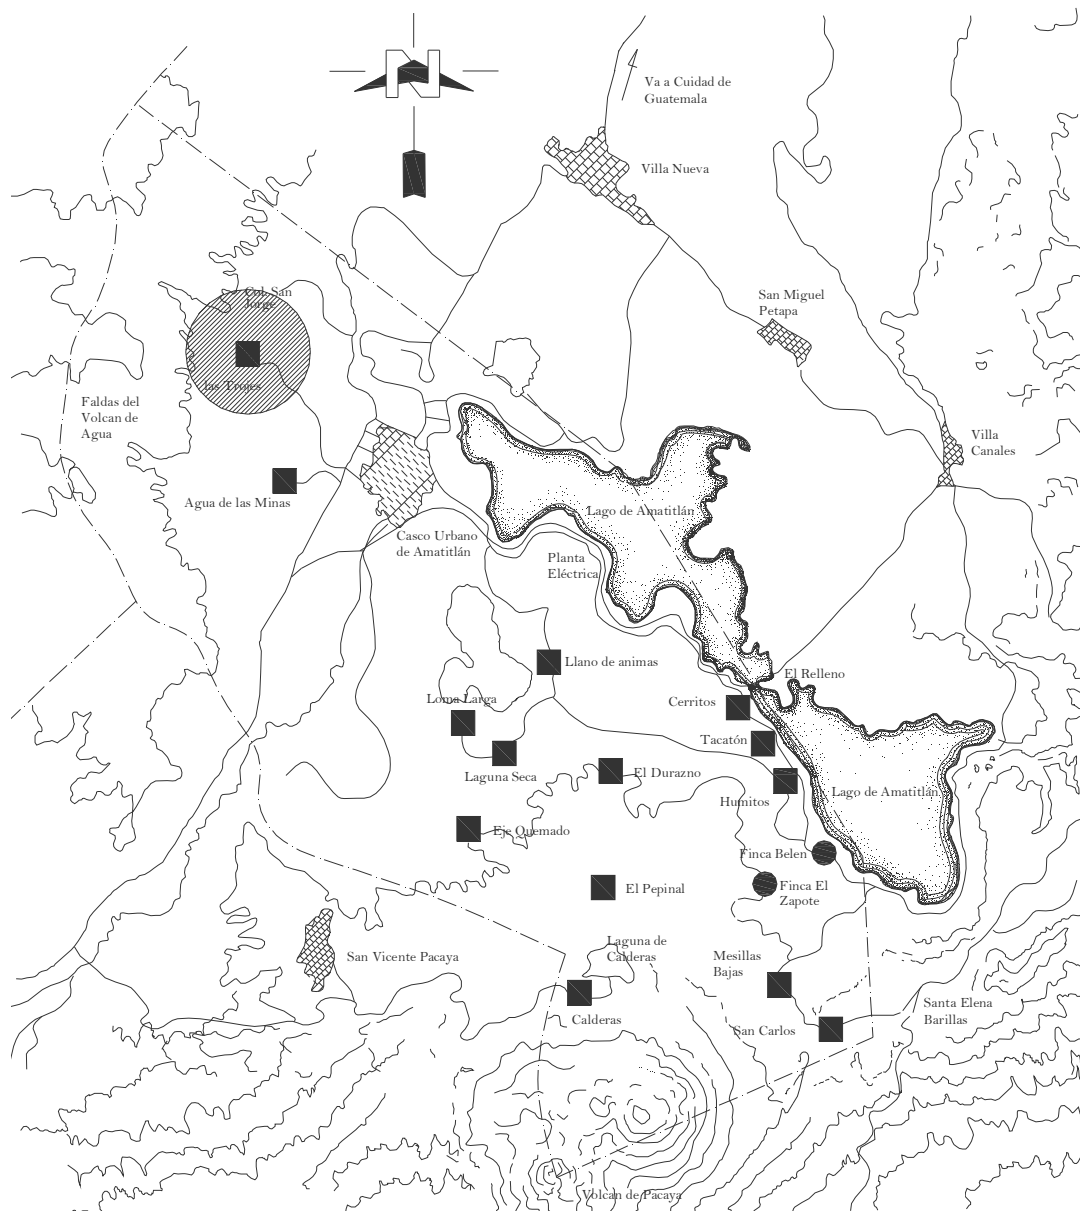 N
Va a Cuidad de
Guatemala
Villa Nueva
Col. San
Jorge
San Miguel
Petapa
las Trojes
Faldas del
Volcan de
Agua
Villa
Canales
Agua de las Minas
Lago de Amatitlán
Casco Urbano
de Amatitlán
Planta
Eléctrica
Llano de animas
El Relleno
Loma Larga
Cerritos
Tacatón
Laguna Seca
El Durazno
Humitos
Lago de Amatitlán
Eje Quemado
Finca Belen
El Pepinal
Finca El
Zapote
San Vicente Pacaya
Laguna de
Calderas
Mesillas
Bajas
Calderas
San Carlos
Santa Elena
Barillas
Volcan de Pacaya